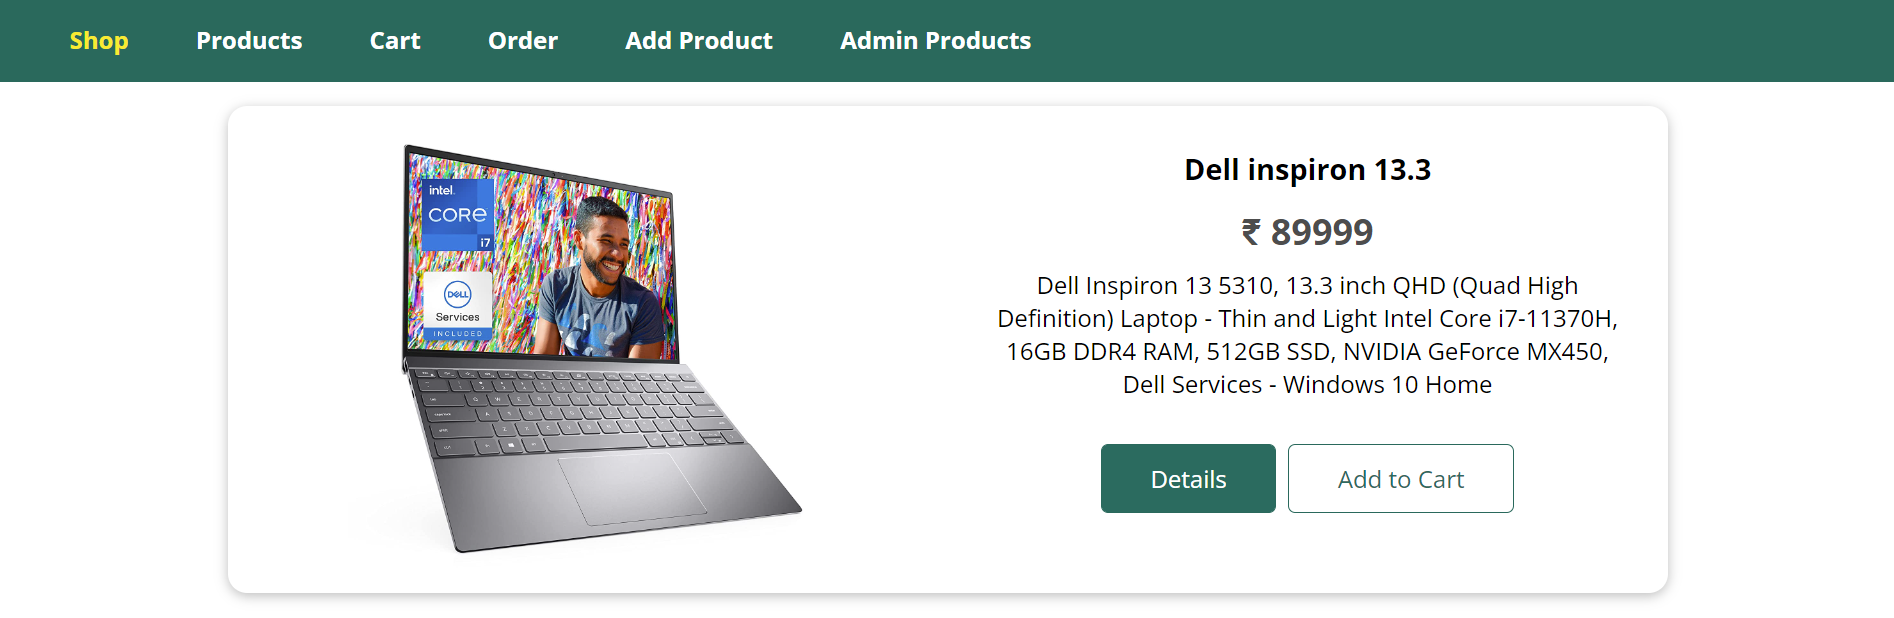 Shop Products Cart Order Add Product Admin Products
intel.
CORE
i7
DELL
Services
INCLUDED
Dell inspiron 13.3
₹ 89999
Dell Inspiron 13 5310, 13.3 inch QHD (Quad High
Definition) Laptop - Thin and Light Intel Core i7-11370H,
16GB DDR4 RAM, 512GB SSD, NVIDIA GeForce MX450,
Dell Services - Windows 10 Home
Details Add to Cart